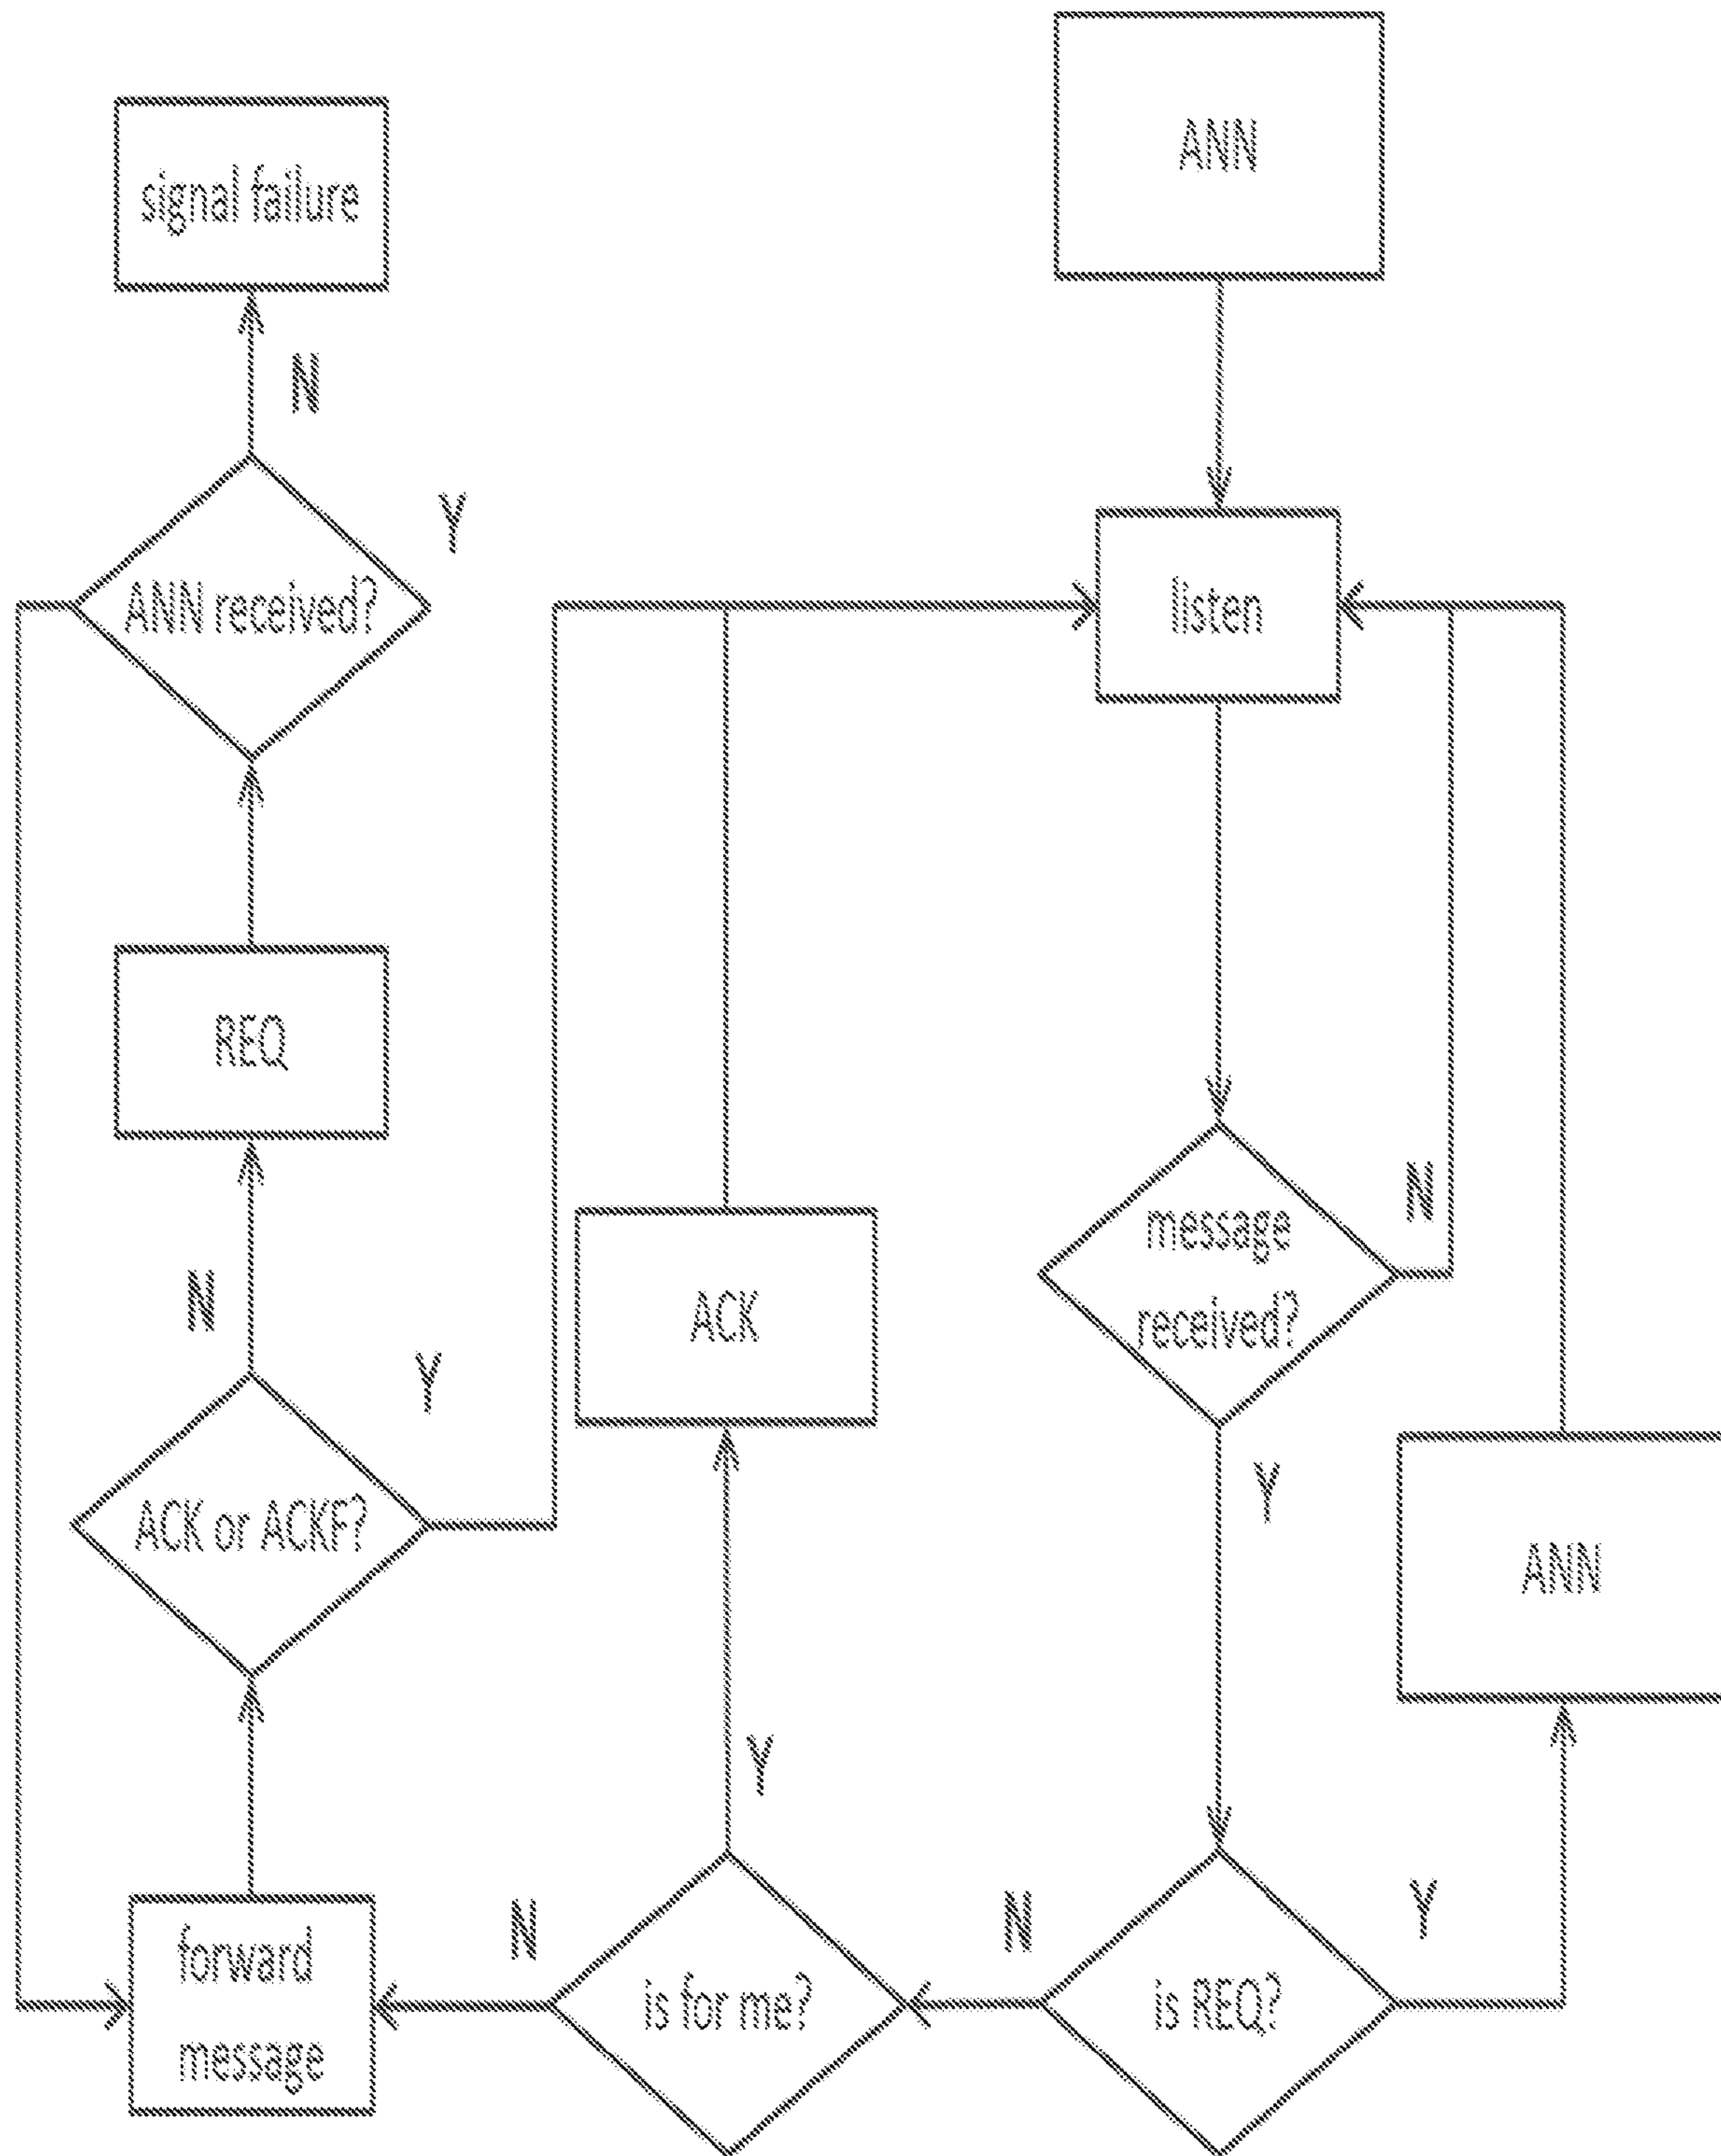 ANN
signal failure
N
Y
ANN received?
listen
REQ
N
message
received?
N
ACK
Y
Y
ACK or ACKF?
ANN
Y
N
N
Y
forward
message
is for me?
is REQ?